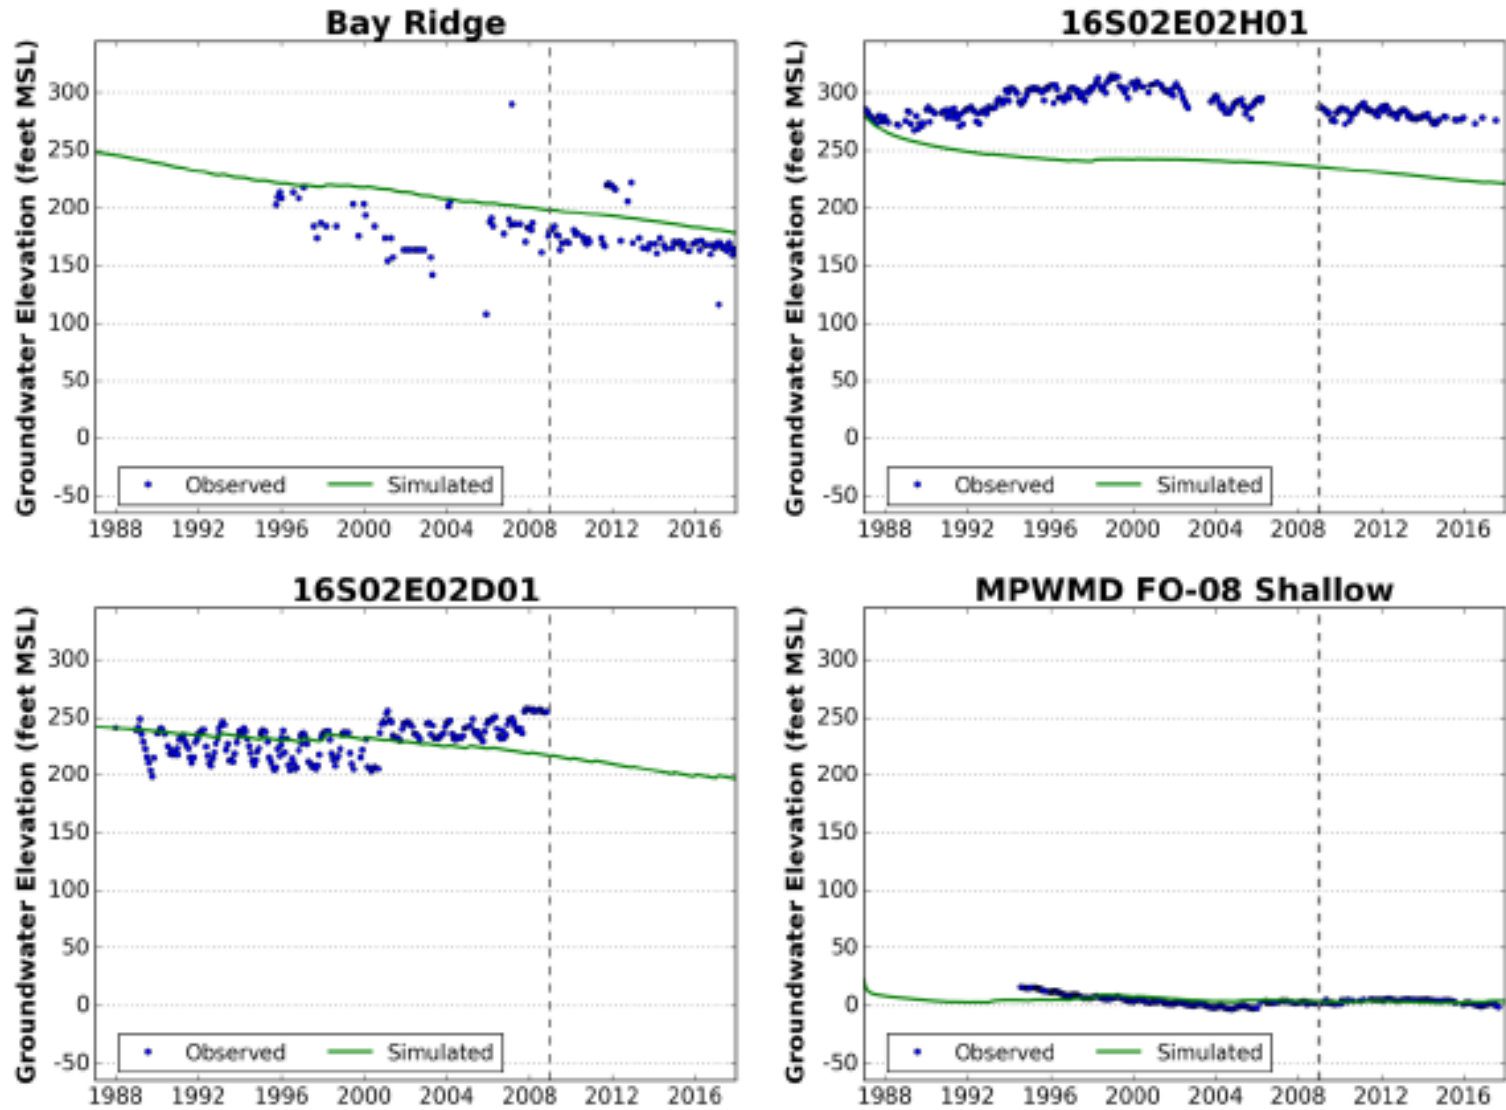 Bay Ridge
Groundwater Elevation (feet MSL)
300
250
200
150
100
50
0
-50
Observed
Simulated
1988 1992 1996 2000 2004 2008 2012 2016
16S02E02H01
Groundwater Elevation (feet MSL)
300
250
200
150
100
50
0
-50
Observed
Simulated
1988 1992 1996 2000 2004 2008 2012 2016
16S02E02D01
Groundwater Elevation (feet MSL)
300
250
200
150
100
50
0
-50
Observed
Simulated
1988 1992 1996 2000 2004 2008 2012 2016
MPWMD FO-08 Shallow
Groundwater Elevation (feet MSL)
300
250
200
150
100
50
0
-50
Observed
Simulated
1988 1992 1996 2000 2004 2008 2012 2016